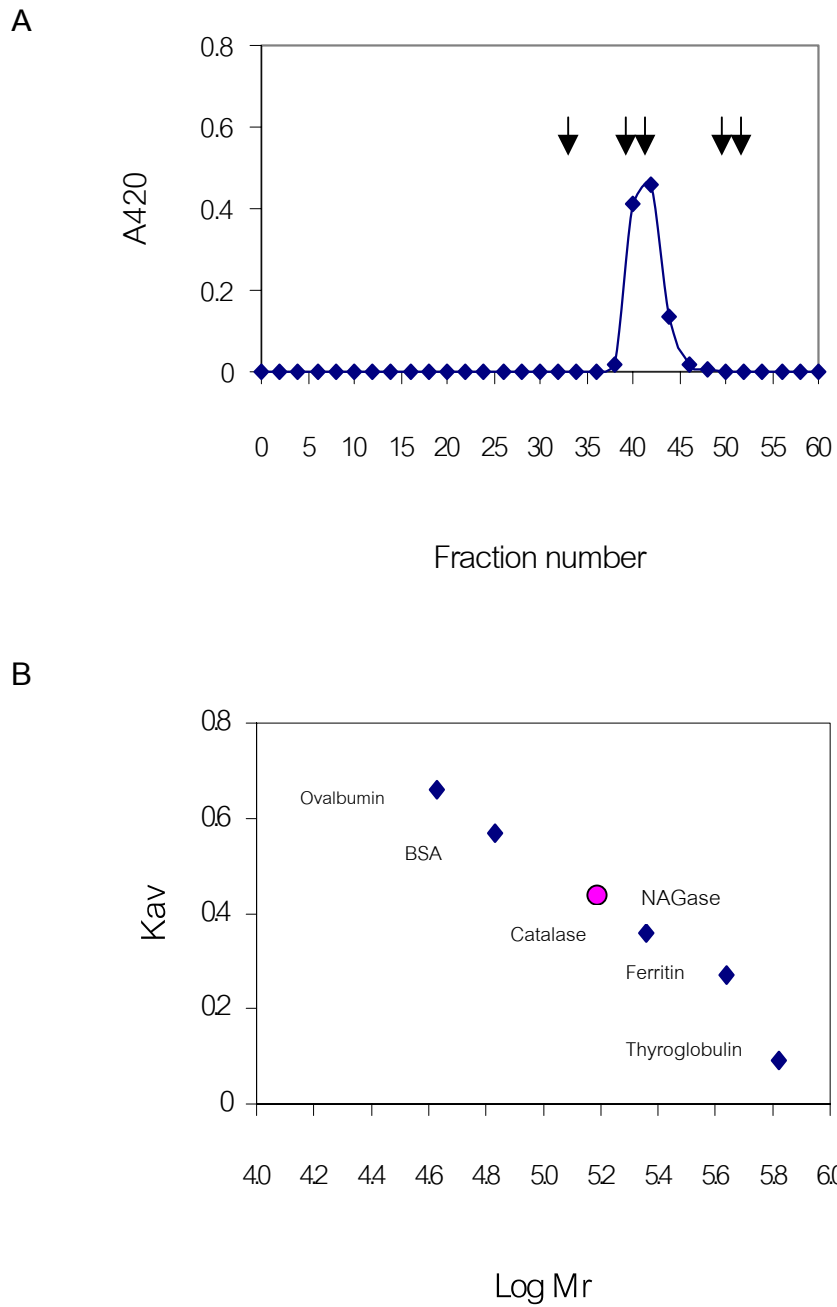 A
0.8
0.6
0.4
0.2
0
A420
0 5 10 15 20 25 30 35 40 45 50 55 60
Fraction number
B
0.8
0.6
0.4
0.2
0
Kav
Ovalbumin
BSA
NAGase
Catalase
Ferritin
Thyroglobulin
4.0 4.2 4.4 4.6 4.8 5.0 5.2 5.4 5.6 5.8 6.0
Log Mr